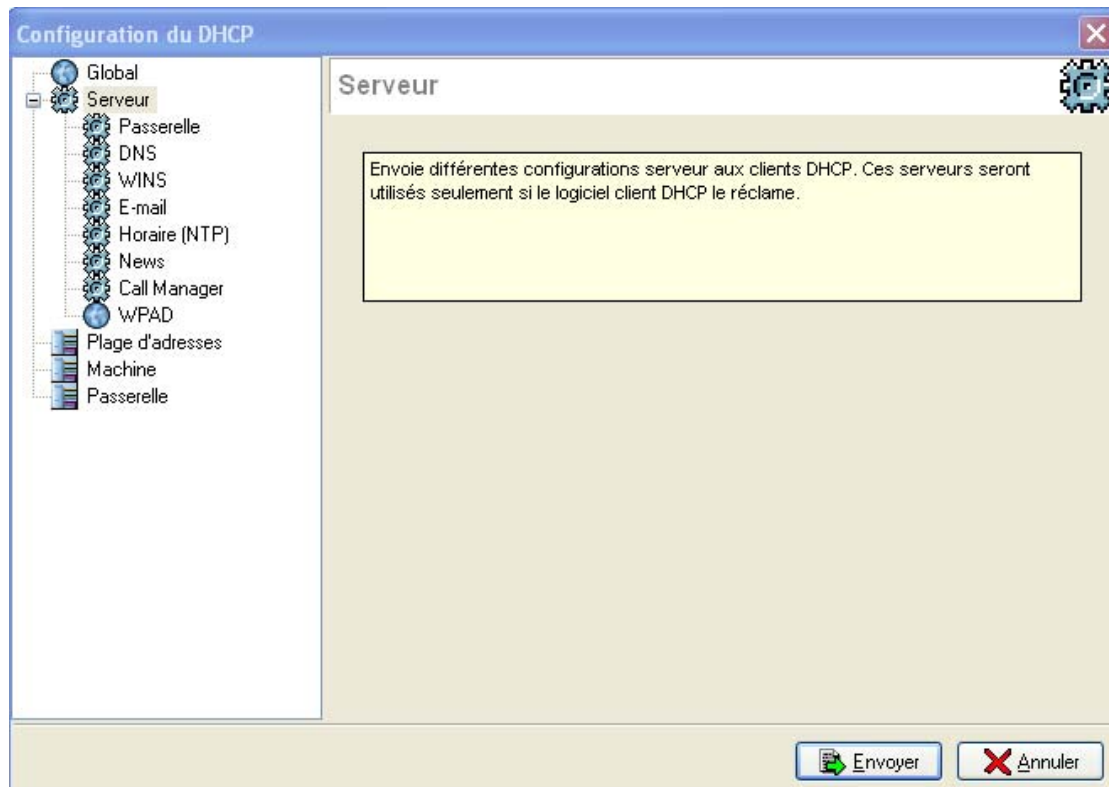 Configuration du DHCP
Global
Serveur
Passerelle
DNS
WINS
E-mail
Horaire (NTP)
News
Call Manager
WPAD
Plage d'adresses
Machine
Passerelle
Serveur
Envoie différentes configurations serveur aux clients DHCP. Ces serveurs seront
utilisés seulement si le logiciel client DHCP le réclame.
Envoyer
Annuler